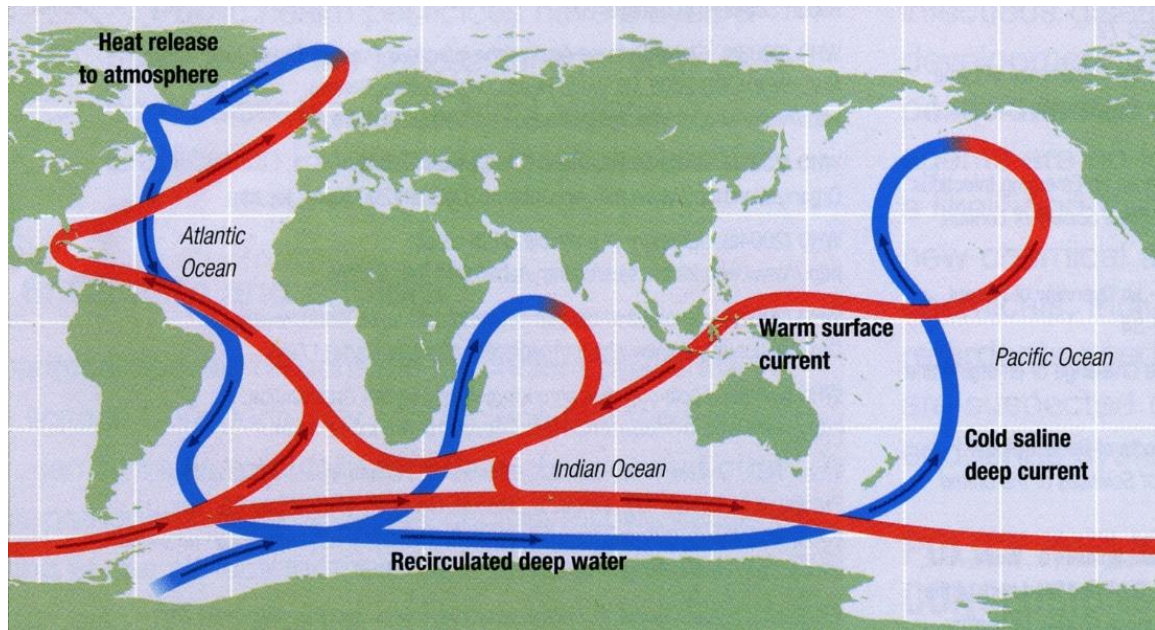 Heat release
to atmosphere
Atlantic
Ocean
Warm surface
current
Pacific Ocean
Cold saline
deep current
Indian Ocean
Recirculated deep water